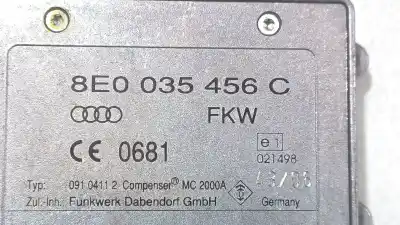 8E0 035 456 C
FKW
CE 0681
e1
021498
Typ: 091 0411 2 Compenser® MC 2000A
Zul.-Inh. Funkwerk Dabendorf GmbH Germany